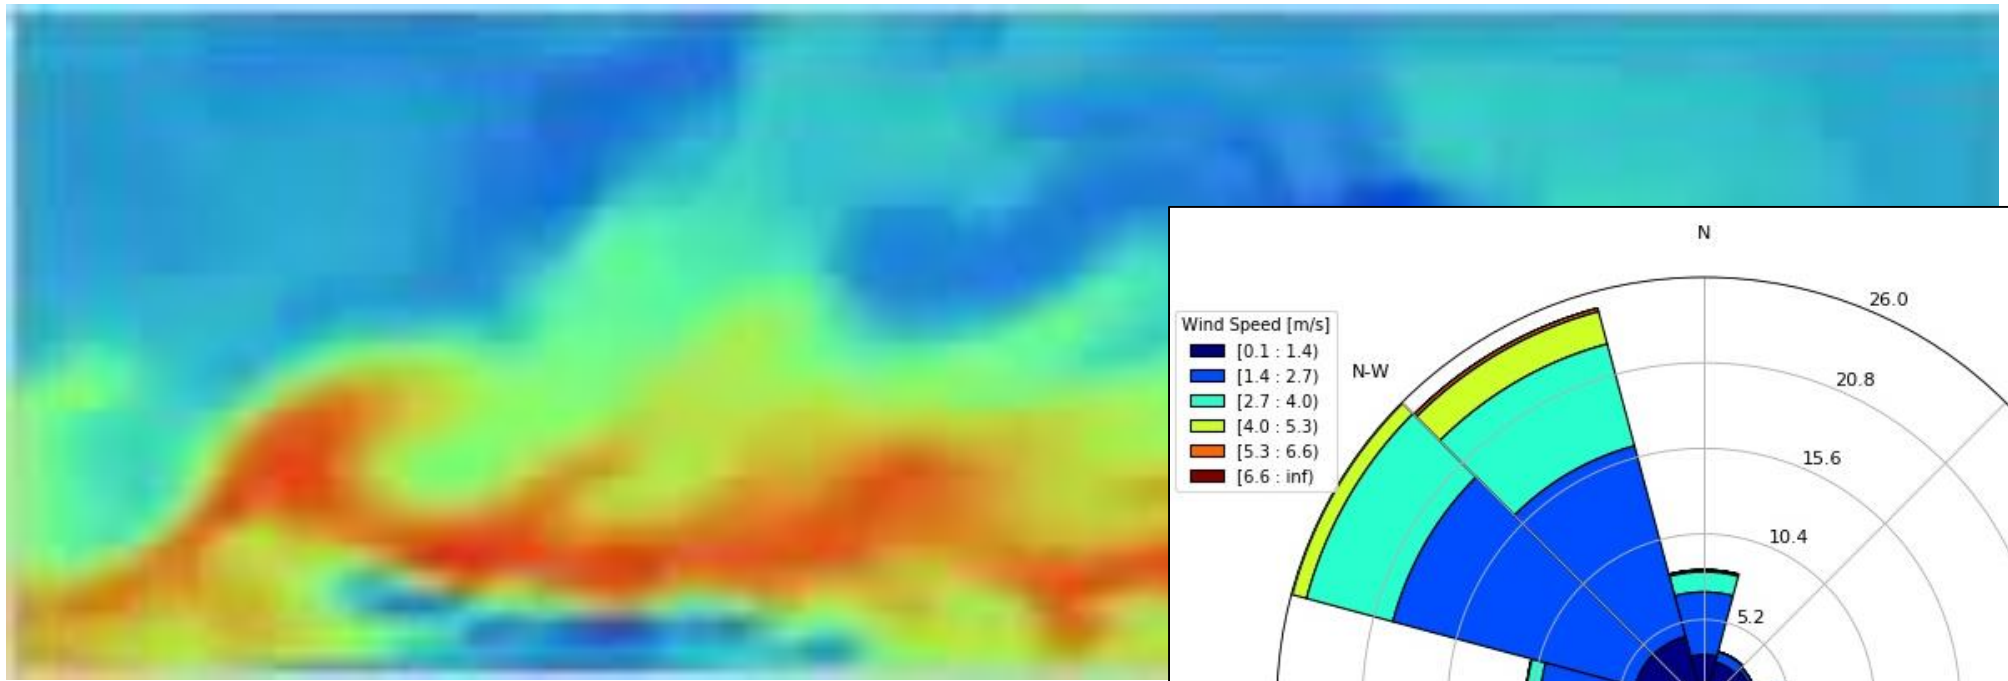 N
26.0
Wind Speed [m/s]
[0.1 : 1.4)
[1.4 : 2.7)
[2.7 : 4.0)
[4.0 : 5.3)
[5.3 : 6.6)
[6.6 : inf)
N-W
20.8
15.6
10.4
5.2